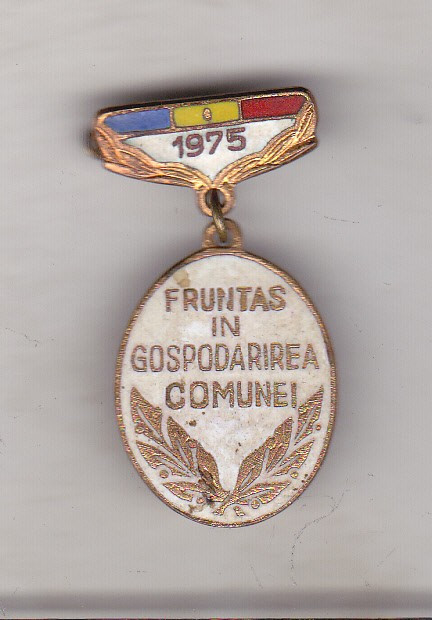 1975
FRUNTAS
IN
GOSPODARIREA
COMUNEI